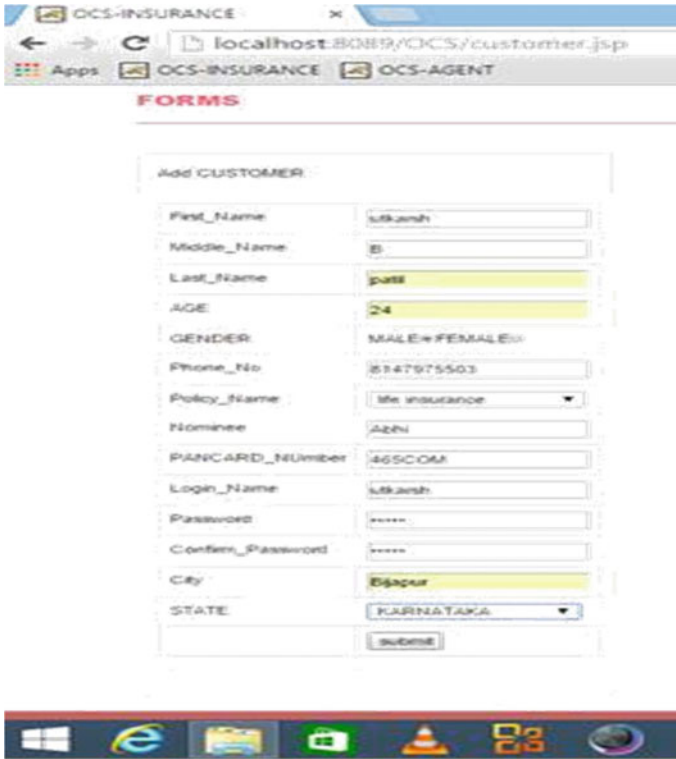 OCS-INSURANCE
localhost:8089/OCS/customer.jsp
Apps OCS-INSURANCE OCS-AGENT
FORMS
Add CUSTOMER
First_Name utkarsh
Middle_Name B
Last_Name patil
AGE 24
GENDER MALE FEMALE
Phone_No 8147975503
Policy_Name life insurance
Nominee Abhi
PANCARD_NUmber 465COM
Login_Name utkarsh
Password •••••
Confirm_Password •••••
City Bijapur
STATE KARNATAKA
submit